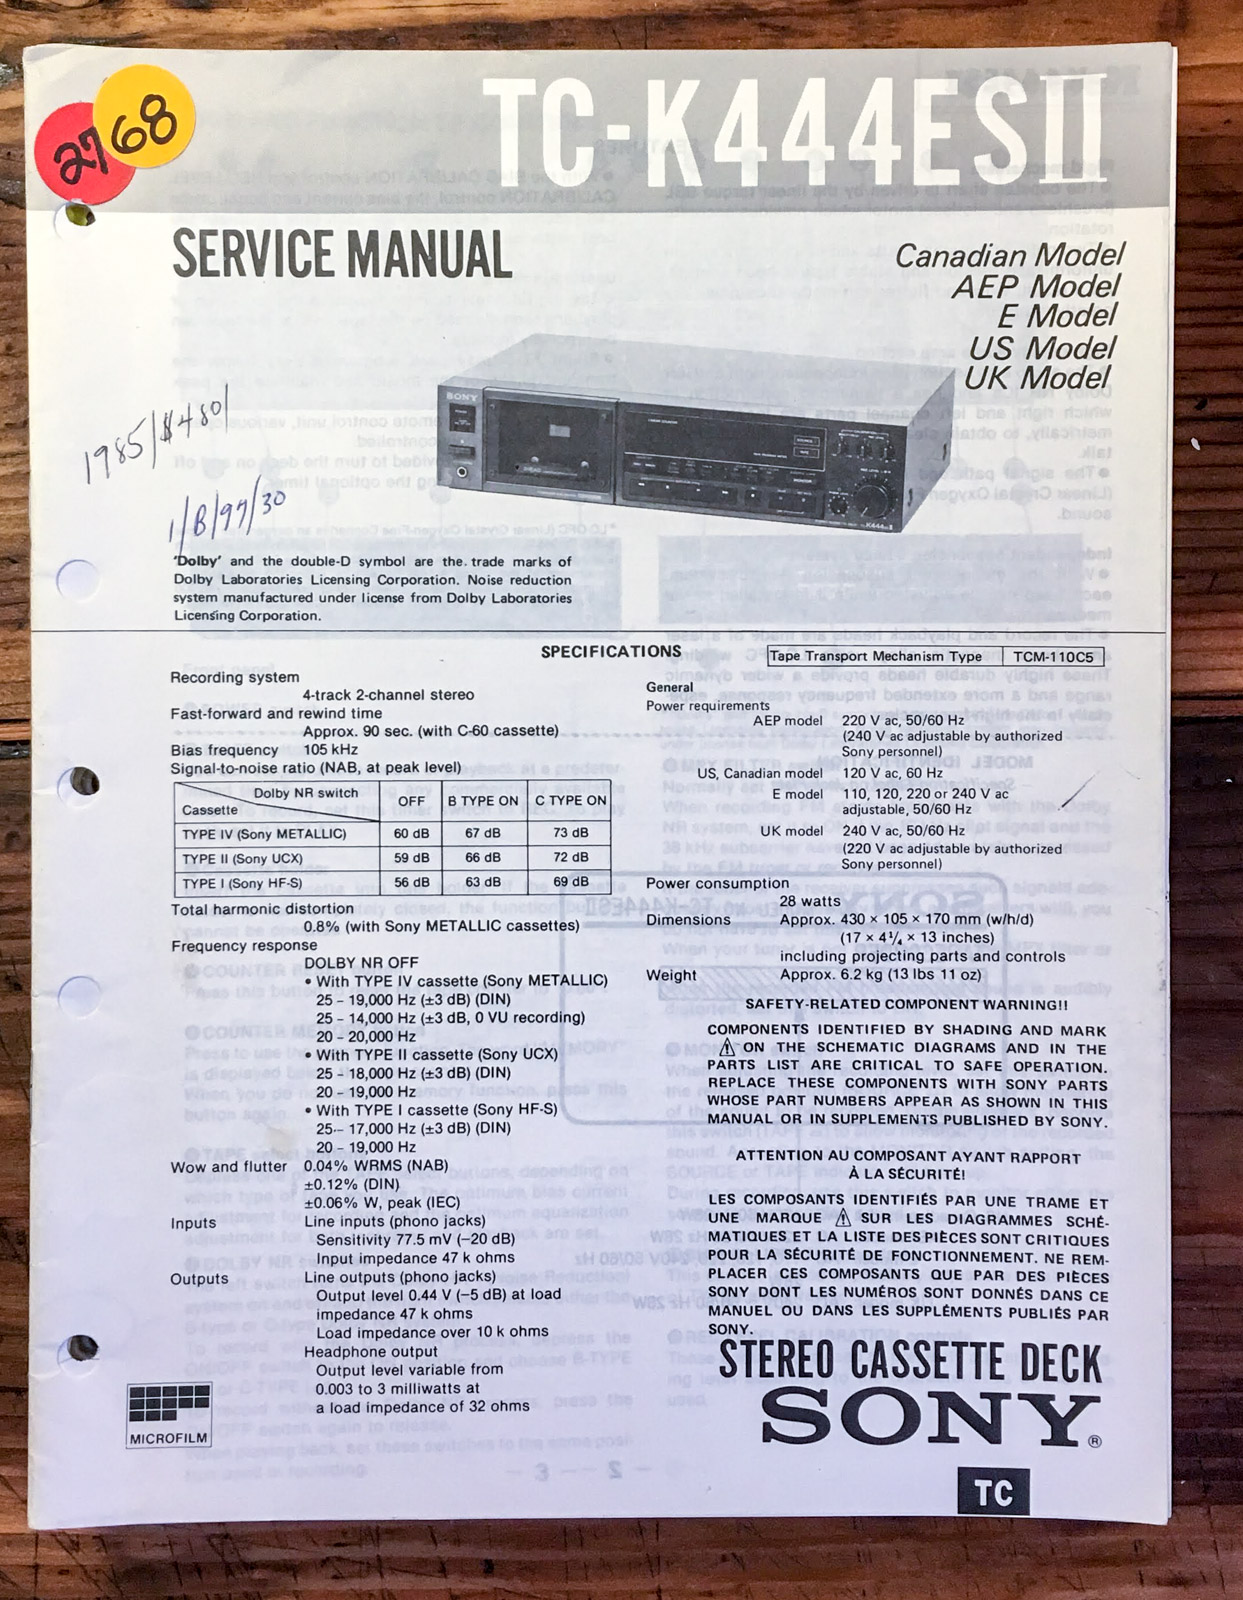 TC-K444ESII
2768
SERVICE MANUAL
Canadian Model
AEP Model
E Model
US Model
UK Model
SONY
1985/$480
1/B/97/30
'Dolby' and the double-D symbol are the trade marks of
Dolby Laboratories Licensing Corporation. Noise reduction
system manufactured under license from Dolby Laboratories
Licensing Corporation.
SPECIFICATIONS
Tape Transport Mechanism Type TCM-110C5
Recording system
4-track 2-channel stereo
Fast-forward and rewind time
Approx. 90 sec. (with C-60 cassette)
Bias frequency 105 kHz
Signal-to-noise ratio (NAB, at peak level)
Dolby NR switch
Cassette OFF B TYPE ON C TYPE ON
TYPE IV (Sony METALLIC) 60 dB 67 dB 73 dB
TYPE II (Sony UCX) 59 dB 66 dB 72 dB
TYPE I (Sony HF-S) 56 dB 63 dB 69 dB
Total harmonic distortion
0.8% (with Sony METALLIC cassettes)
Frequency response
DOLBY NR OFF
• With TYPE IV cassette (Sony METALLIC)
25 – 19,000 Hz (±3 dB) (DIN)
25 – 14,000 Hz (±3 dB, 0 VU recording)
20 – 20,000 Hz
• With TYPE II cassette (Sony UCX)
25 – 18,000 Hz (±3 dB) (DIN)
20 – 19,000 Hz
• With TYPE I cassette (Sony HF-S)
25 – 17,000 Hz (±3 dB) (DIN)
20 – 19,000 Hz
Wow and flutter 0.04% WRMS (NAB)
±0.12% (DIN)
±0.06% W, peak (IEC)
Inputs Line inputs (phono jacks)
Sensitivity 77.5 mV (–20 dB)
Input impedance 47 k ohms
Outputs Line outputs (phono jacks)
Output level 0.44 V (–5 dB) at load
impedance 47 k ohms
Load impedance over 10 k ohms
Headphone output
Output level variable from
0.003 to 3 milliwatts at
a load impedance of 32 ohms
MICROFILM
General
Power requirements
AEP model 220 V ac, 50/60 Hz
(240 V ac adjustable by authorized
Sony personnel)
US, Canadian model 120 V ac, 60 Hz
E model 110, 120, 220 or 240 V ac
adjustable, 50/60 Hz
UK model 240 V ac, 50/60 Hz
(220 V ac adjustable by authorized
Sony personnel)
Power consumption
28 watts
Dimensions Approx. 430 × 105 × 170 mm (w/h/d)
(17 × 4 1/4 × 13 inches)
including projecting parts and controls
Weight Approx. 6.2 kg (13 lbs 11 oz)
SAFETY-RELATED COMPONENT WARNING!!
COMPONENTS IDENTIFIED BY SHADING AND MARK
⚠ ON THE SCHEMATIC DIAGRAMS AND IN THE
PARTS LIST ARE CRITICAL TO SAFE OPERATION.
REPLACE THESE COMPONENTS WITH SONY PARTS
WHOSE PART NUMBERS APPEAR AS SHOWN IN THIS
MANUAL OR IN SUPPLEMENTS PUBLISHED BY SONY.
ATTENTION AU COMPOSANT AYANT RAPPORT
À LA SÉCURITÉ!
LES COMPOSANTS IDENTIFIÉS PAR UNE TRAME ET
UNE MARQUE ⚠ SUR LES DIAGRAMMES SCHÉ-
MATIQUES ET LA LISTE DES PIÈCES SONT CRITIQUES
POUR LA SÉCURITÉ DE FONCTIONNEMENT. NE REM-
PLACER CES COMPOSANTS QUE PAR DES PIÈCES
SONY DONT LES NUMÉROS SONT DONNÉS DANS CE
MANUEL OU DANS LES SUPPLÉMENTS PUBLIÉS PAR
SONY.
STEREO CASSETTE DECK
SONY®
TC